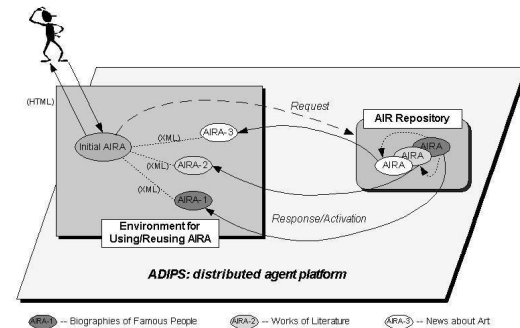 (HTML)
Request
AIR Repository
Initial AIRA
(XML)
AIRA-3
AIRA
AIRA
AIRA
(XML)
AIRA-2
(XML)
AIRA-1
Response/Activation
Environment for
Using/Reusing AIRA
ADIPS: distributed agent platform
AIRA-1 -- Biographies of Famous People AIRA-2 -- Works of Literature AIRA-3 -- News about Art